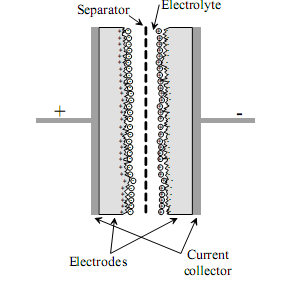 Separator
Electrolyte
+
-
Electrodes
Current
collector